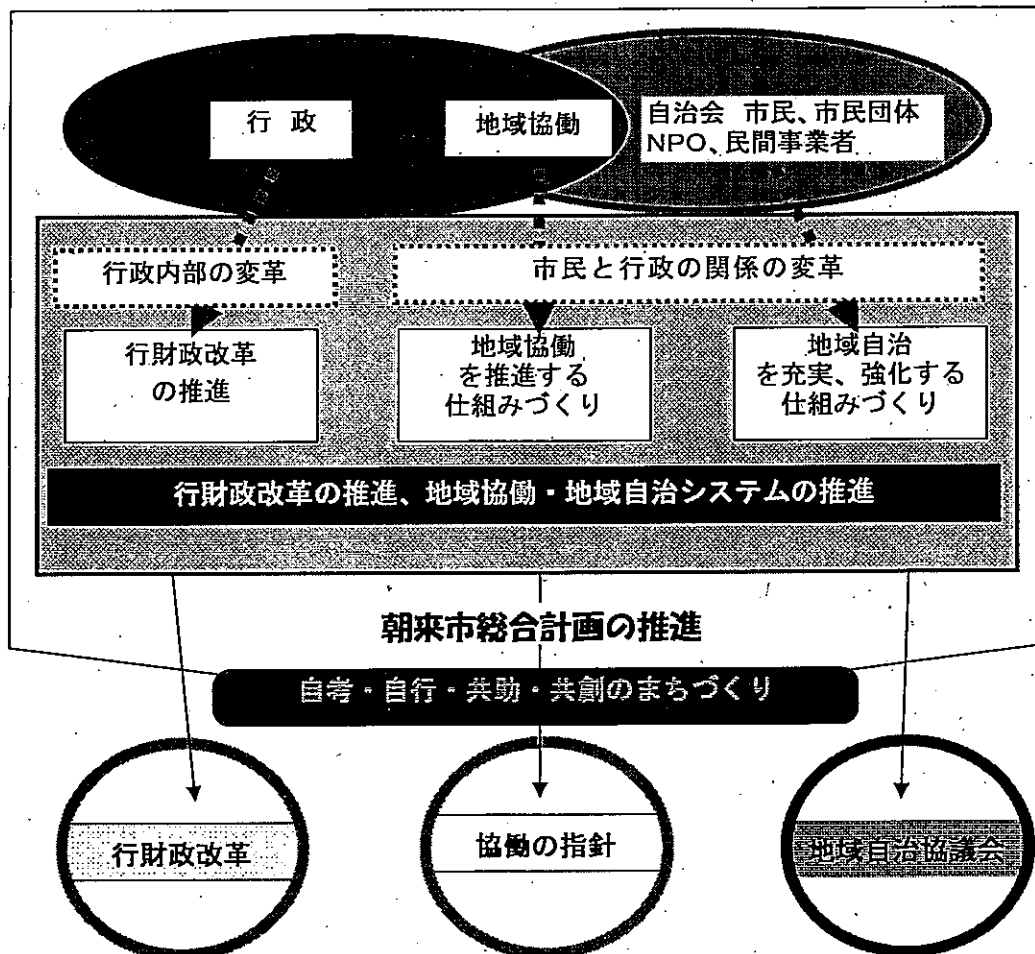 行 政
地域協働
自治会 市民、市民団体
NPO、民間事業者
行政内部の変革
市民と行政の関係の変革
行財政改革
の推進
地域協働
を推進する
仕組みづくり
地域自治
を充実、強化する
仕組みづくり
行財政改革の推進、地域協働・地域自治システムの推進
朝来市総合計画の推進
自考・自行・共助・共創のまちづくり
行財政改革
協働の指針
地域自治協議会